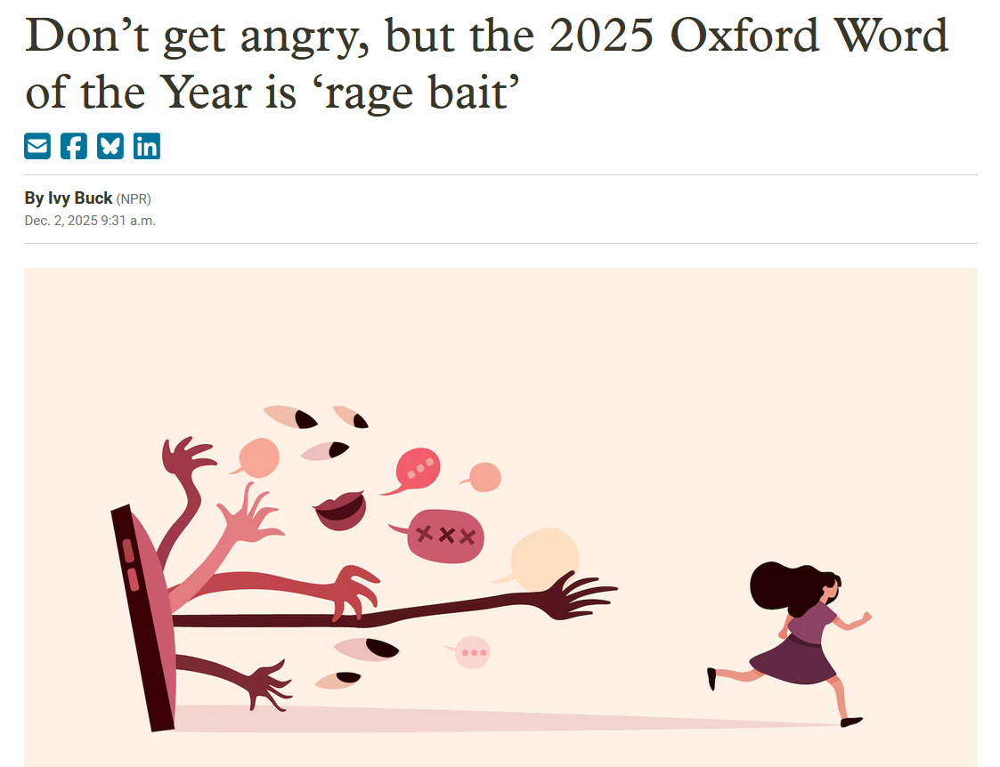 Don’t get angry, but the 2025 Oxford Word
of the Year is ‘rage bait’
in
By Ivy Buck (NPR)
Dec. 2, 2025 9:31 a.m.